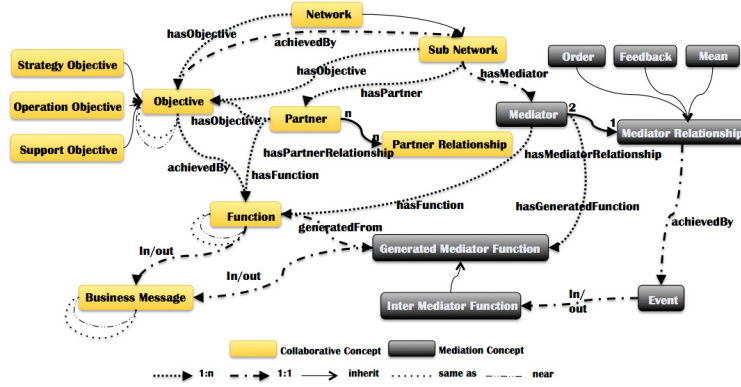 Network
hasObjective
achievedBy
Sub Network
Strategy Objective
hasObjective
hasMediator
Order
Feedback
Mean
Operation Objective
Objective
hasPartner
hasObjective
Partner
n
Mediator
2
1
Mediator Relationship
Support Objective
n
Partner Relationship
hasPartnerRelationship
hasMediatorRelationship
achievedBy
hasFunction
hasFunction
hasGeneratedFunction
Function
generatedFrom
achievedBy
In/out
In/out
Generated Mediator Function
Business Message
Inter Mediator Function
In/
out
Event
Collaborative Concept
Mediation Concept
1:n
1:1
inherit
same as
near